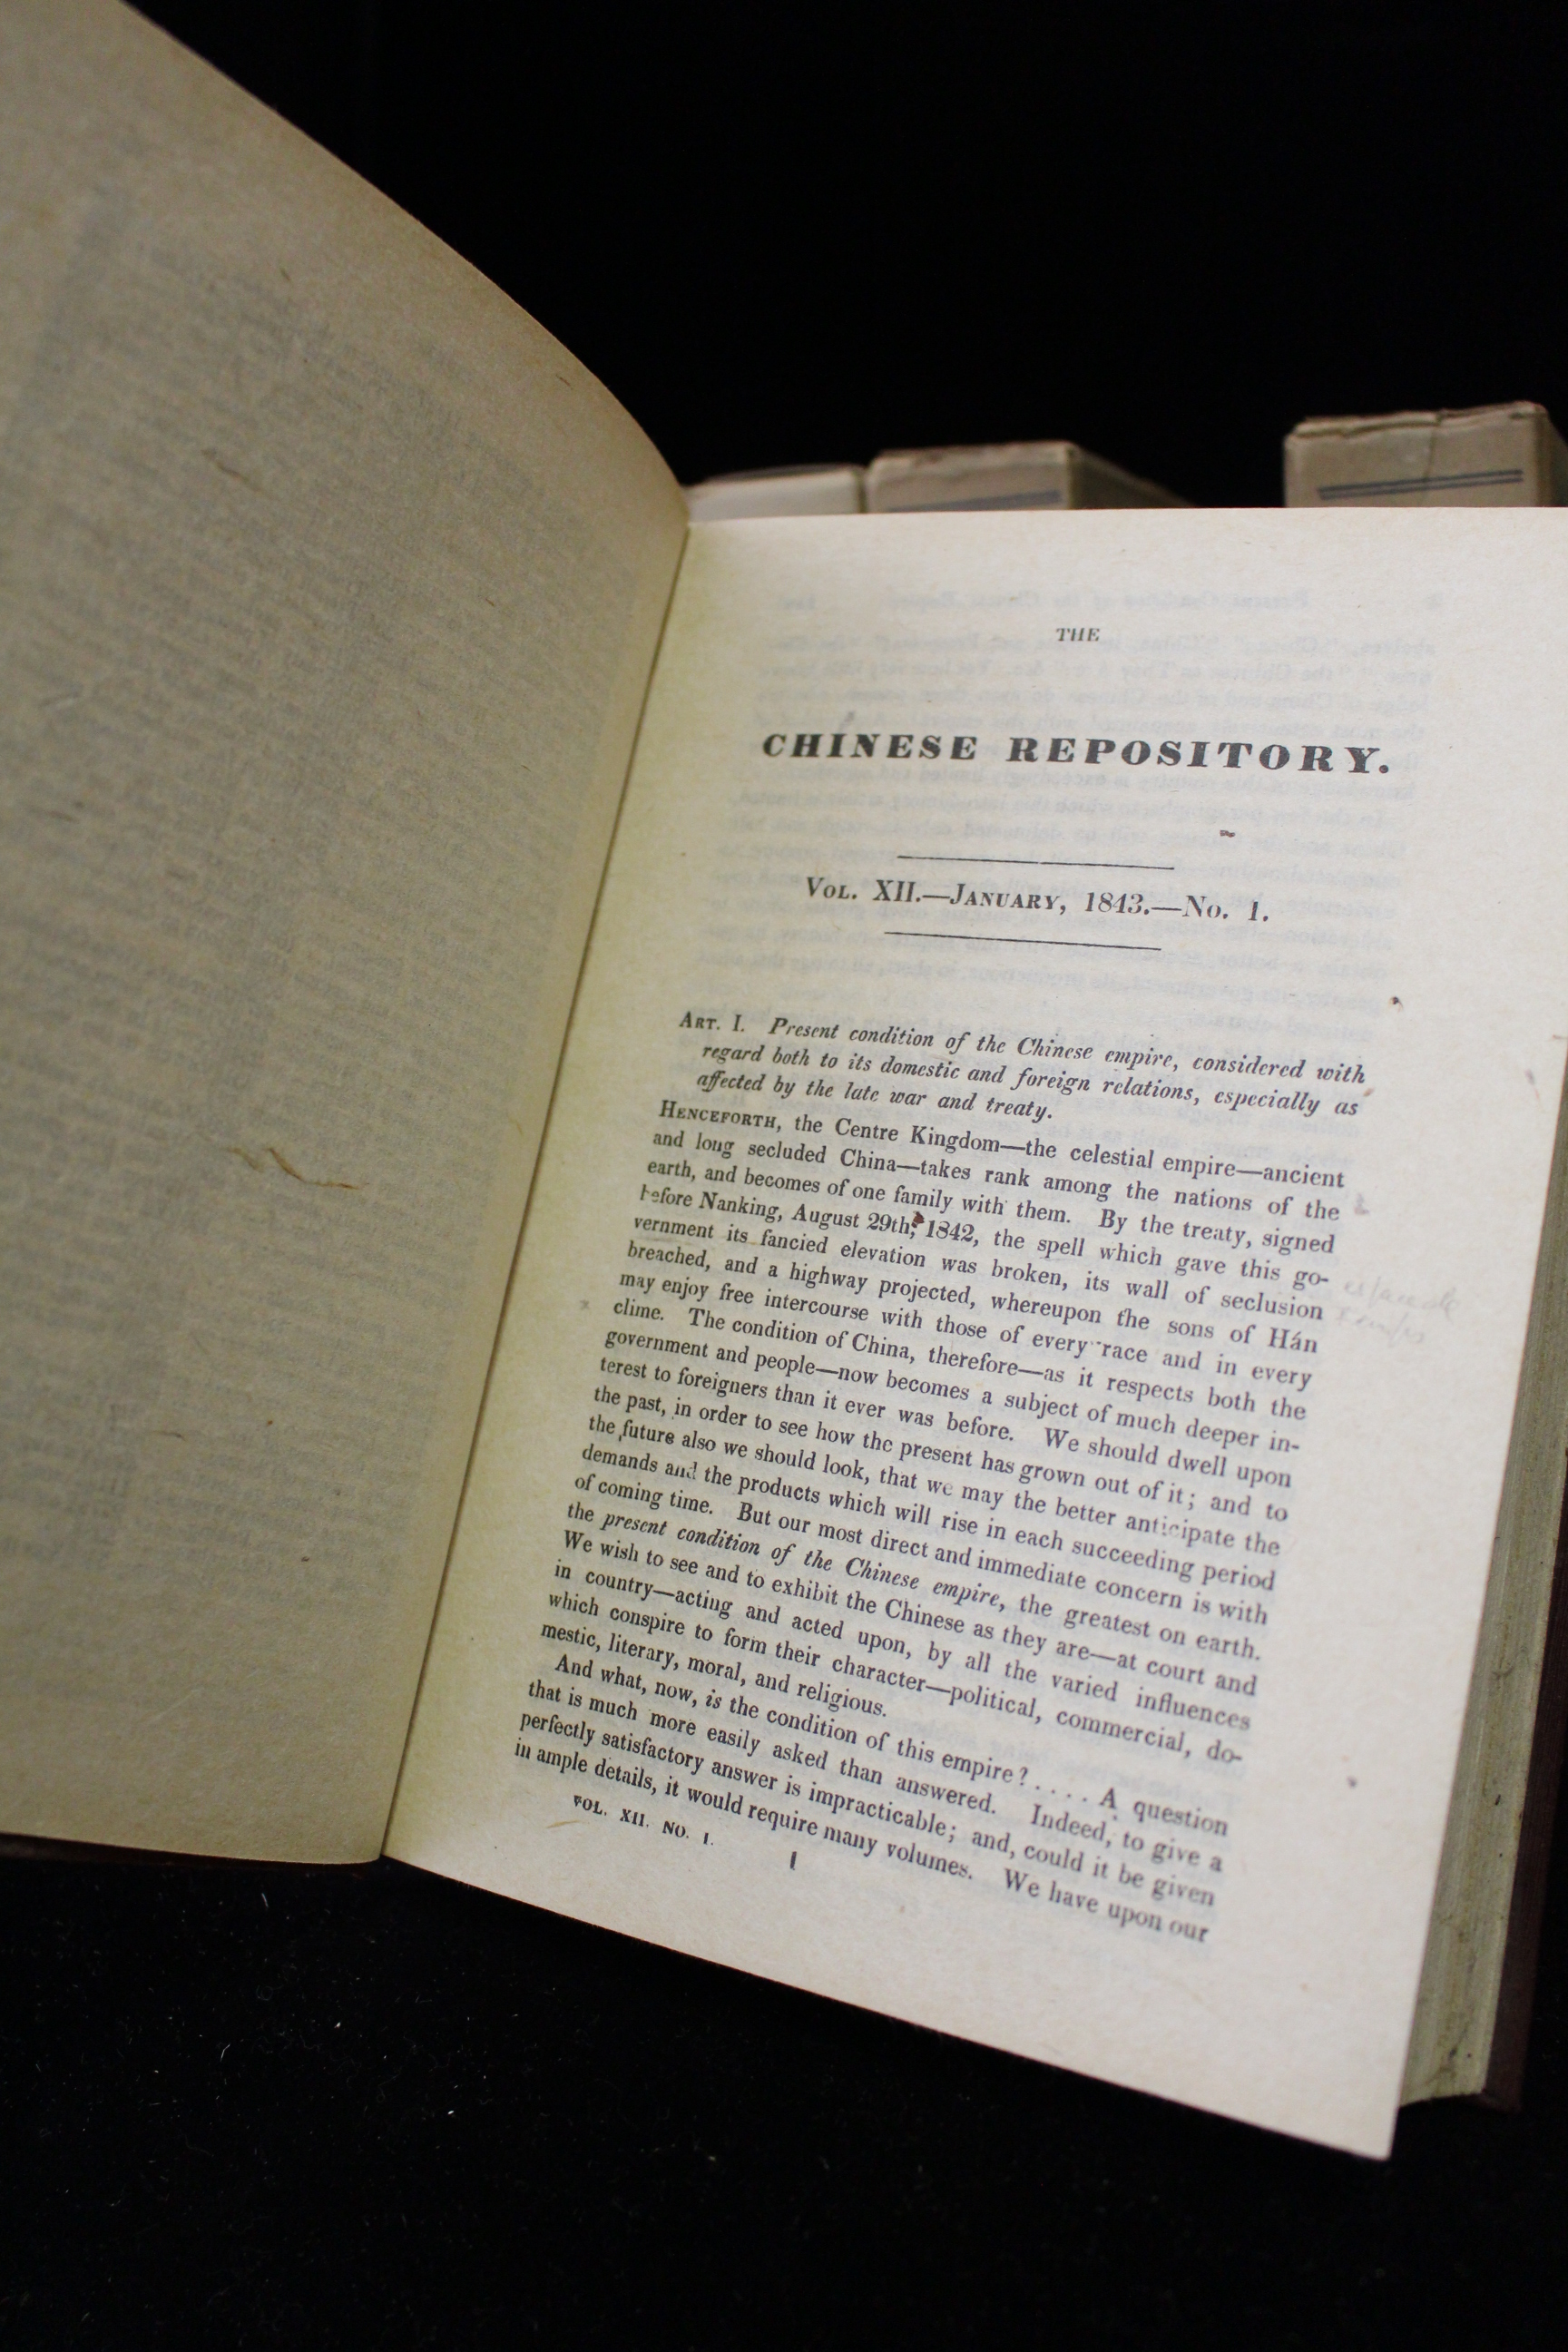 THE
CHINESE REPOSITORY.
VOL. XII.—JANUARY, 1843.—No. 1.
ART. I. Present condition of the Chinese empire, considered with
regard both to its domestic and foreign relations, especially as
affected by the late war and treaty.
HENCEFORTH, the Centre Kingdom—the celestial empire—ancient
and long secluded China—takes rank among the nations of the
earth, and becomes of one family with them. By the treaty, signed
before Nanking, August 29th, 1842, the spell which gave this go-
vernment its fancied elevation was broken, its wall of seclusion
breached, and a highway projected, whereupon the sons of Hán
may enjoy free intercourse with those of every race and in every
clime. The condition of China, therefore—as it respects both the
government and people—now becomes a subject of much deeper in-
terest to foreigners than it ever was before. We should dwell upon
the past, in order to see how the present has grown out of it; and to
the future also we should look, that we may the better anticipate the
demands and the products which will rise in each succeeding period
of coming time. But our most direct and immediate concern is with
the present condition of the Chinese empire, the greatest on earth.
We wish to see and to exhibit the Chinese as they are—at court and
in country—acting and acted upon, by all the varied influences
which conspire to form their character—political, commercial, do-
mestic, literary, moral, and religious.
And what, now, is the condition of this empire? . . . . A question
that is much more easily asked than answered. Indeed, to give a
perfectly satisfactory answer is impracticable; and, could it be given
in ample details, it would require many volumes. We have upon our
VOL. XII. NO. I. 1